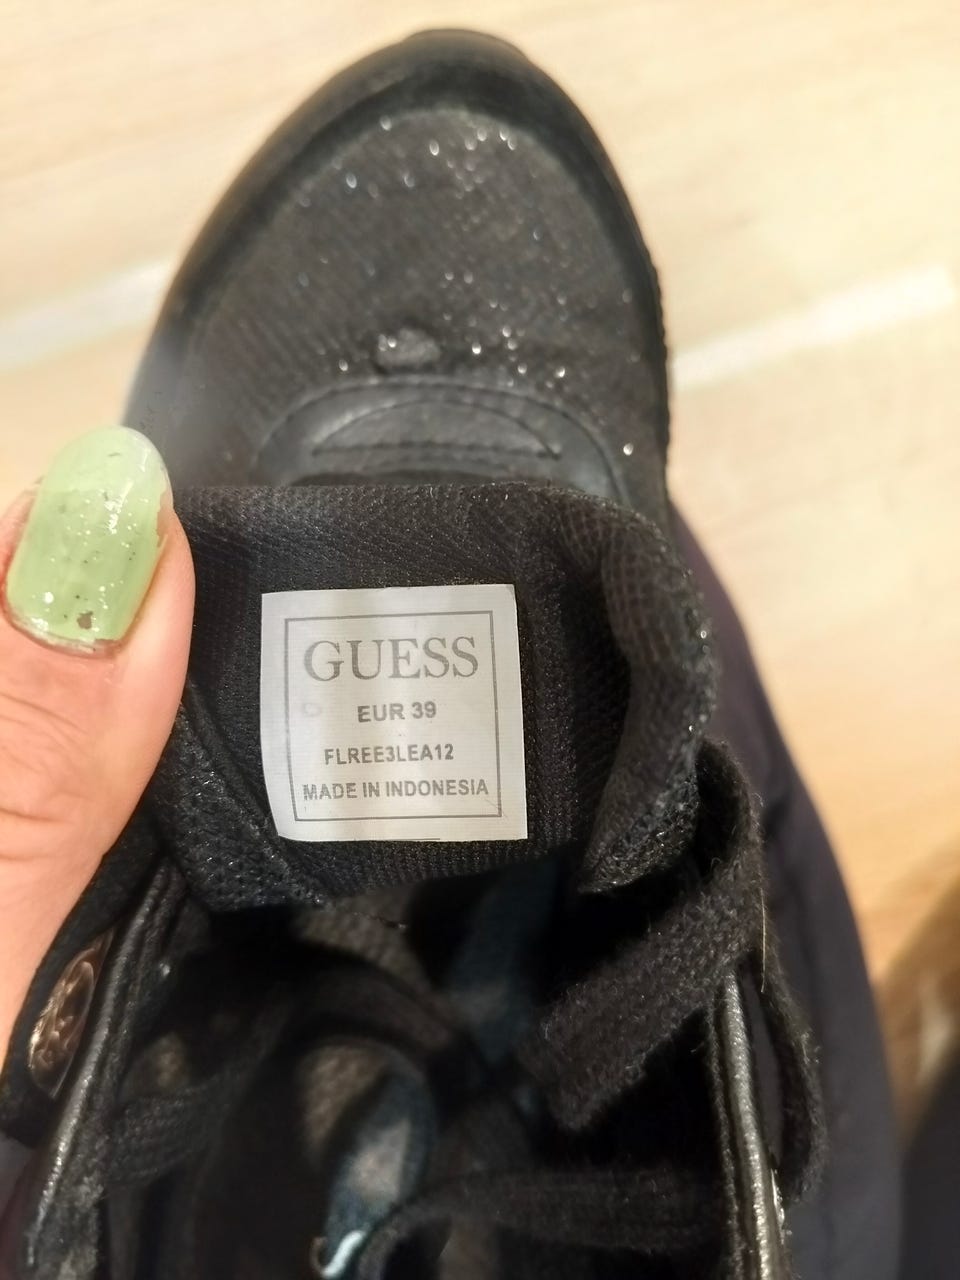 GUESS
EUR 39
FLREE3LEA12
MADE IN INDONESIA